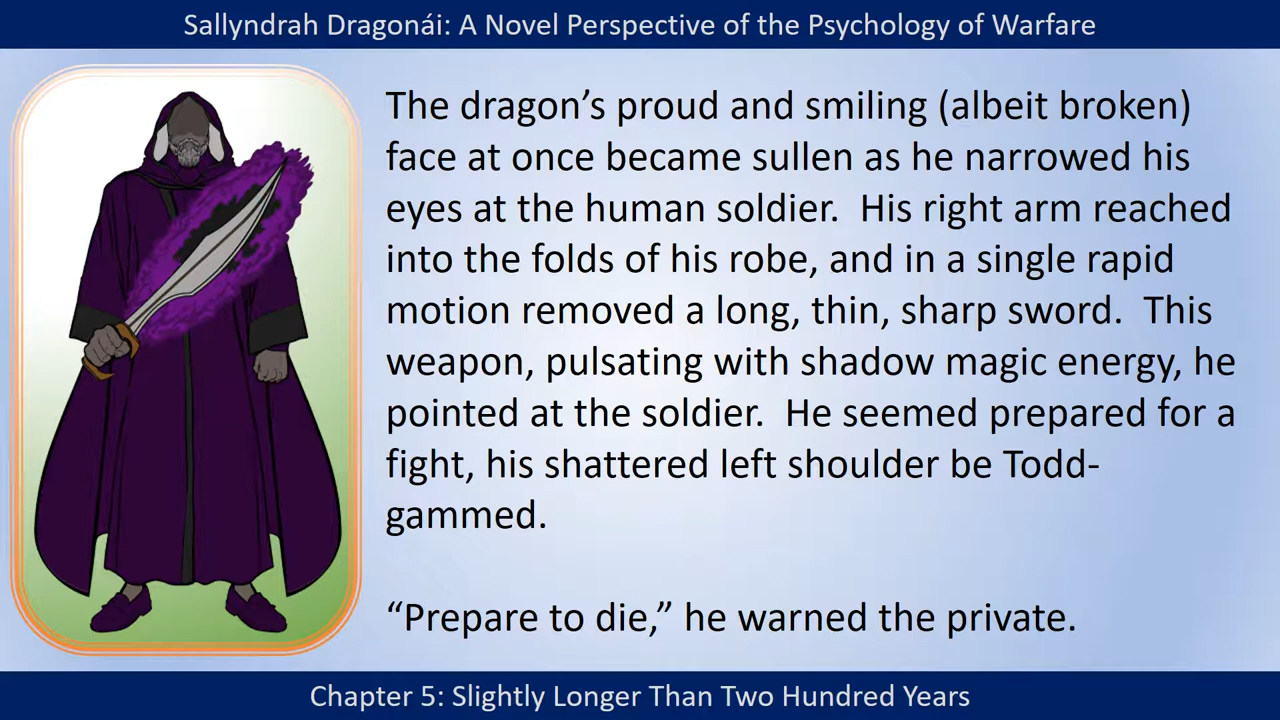 Sallyndrah Dragonái: A Novel Perspective of the Psychology of Warfare
The dragon’s proud and smiling (albeit broken)
face at once became sullen as he narrowed his
eyes at the human soldier.  His right arm reached
into the folds of his robe, and in a single rapid
motion removed a long, thin, sharp sword.  This
weapon, pulsating with shadow magic energy, he
pointed at the soldier.  He seemed prepared for a
fight, his shattered left shoulder be Todd-
gammed.
“Prepare to die,” he warned the private.
Chapter 5: Slightly Longer Than Two Hundred Years